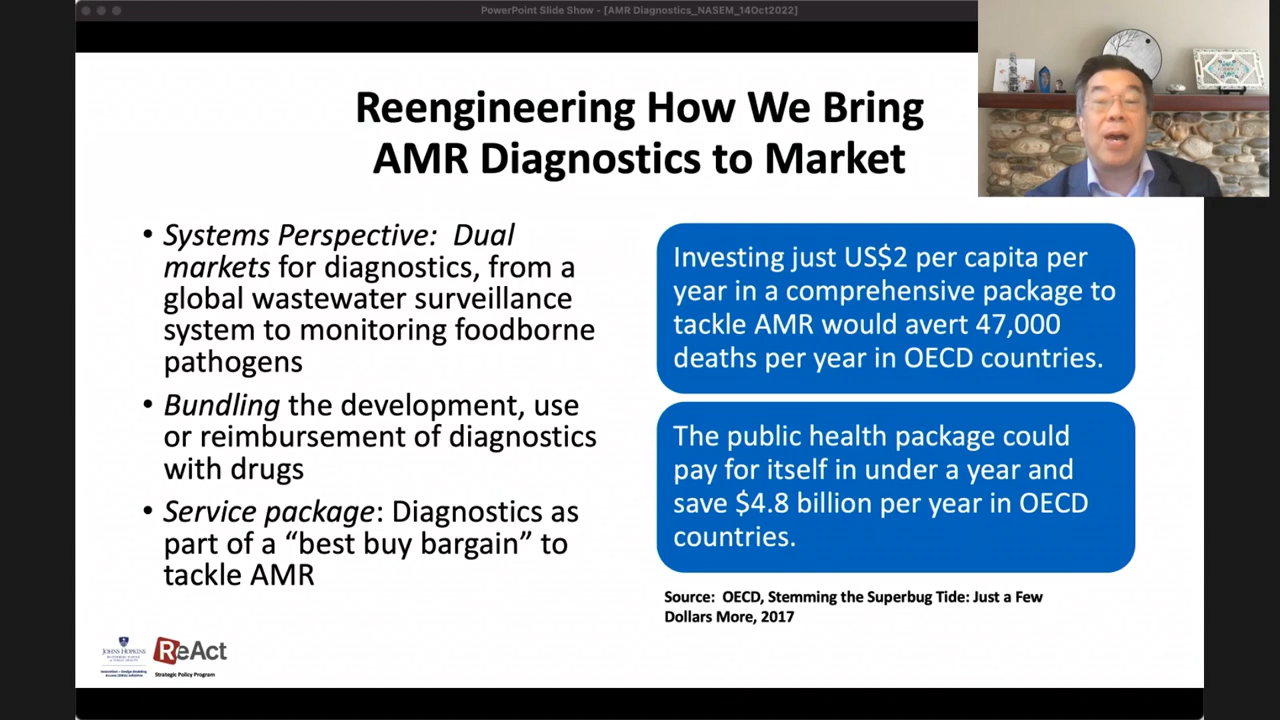 PowerPoint Slide Show - [AMR Diagnostics_NASEM_14Oct2022]
Reengineering How We Bring
AMR Diagnostics to Market
• Systems Perspective:  Dual
markets for diagnostics, from a
global wastewater surveillance
system to monitoring foodborne
pathogens
• Bundling the development, use
or reimbursement of diagnostics
with drugs
• Service package: Diagnostics as
part of a “best buy bargain” to
tackle AMR
Investing just US$2 per capita per
year in a comprehensive package to
tackle AMR would avert 47,000
deaths per year in OECD countries.
The public health package could
pay for itself in under a year and
save $4.8 billion per year in OECD
countries.
Source:  OECD, Stemming the Superbug Tide: Just a Few
Dollars More, 2017
JOHNS HOPKINS
ReAct
Strategic Policy Program